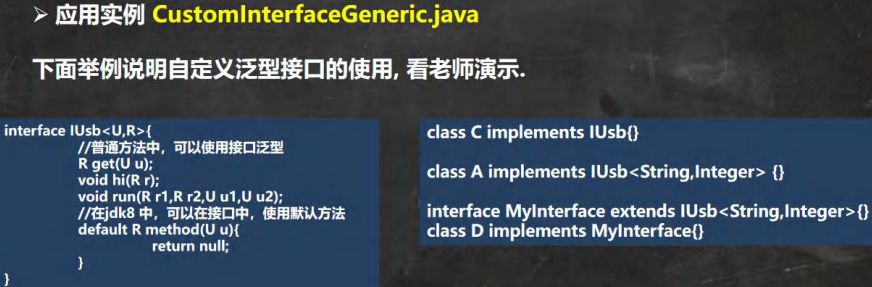 ➢ 应用实例 CustomInterfaceGeneric.java
下面举例说明自定义泛型接口的使用, 看老师演示.
interface IUsb<U,R>{
//普通方法中，可以使用接口泛型
R get(U u);
void hi(R r);
void run(R r1,R r2,U u1,U u2);
//在jdk8 中，可以在接口中，使用默认方法
default R method(U u){
return null;
}
}
class C implements IUsb{}
class A implements IUsb<String,Integer> {}
interface MyInterface extends IUsb<String,Integer>{}
class D implements MyInterface{}